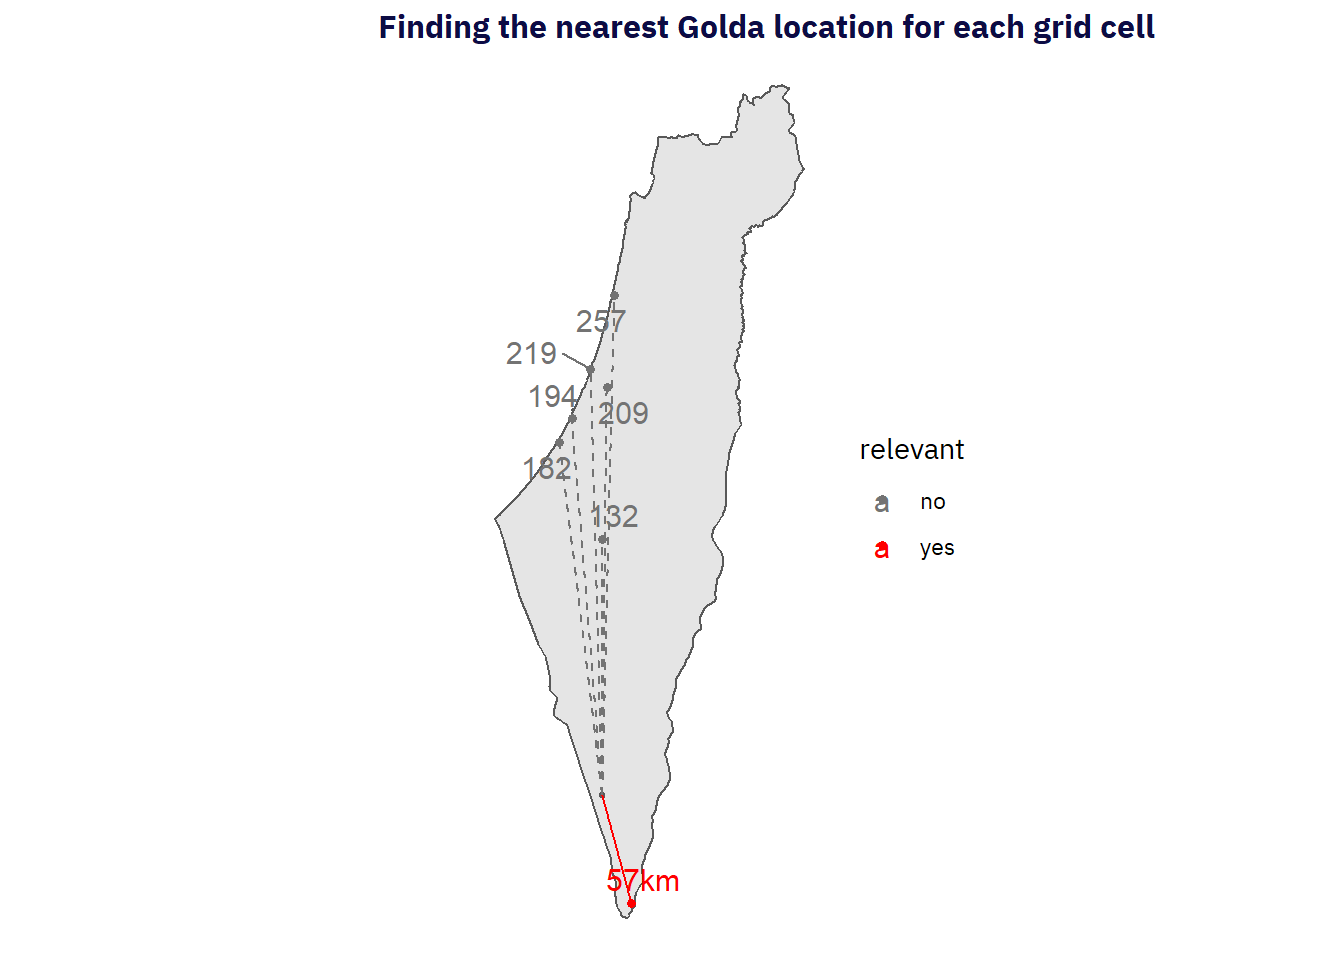 Finding the nearest Golda location for each grid cell
257
219
194
209
182
132
57km
relevant
a no
a yes